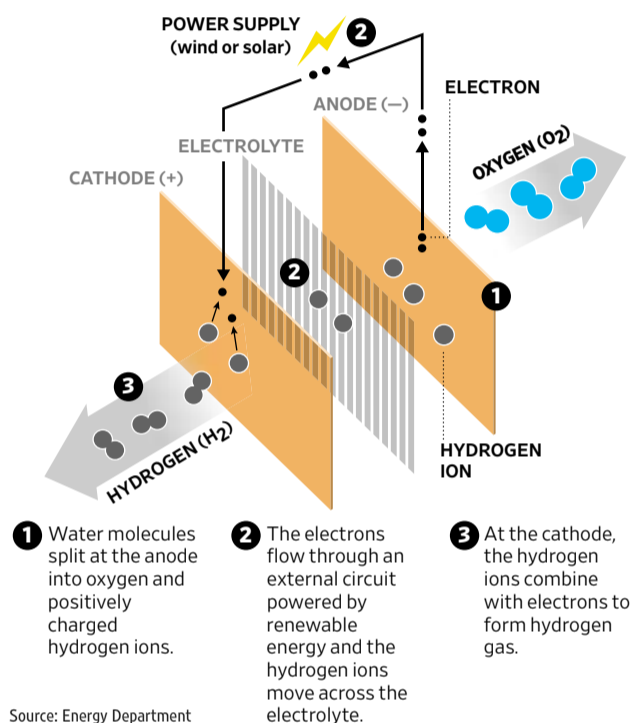 POWER SUPPLY
(wind or solar)
2
ELECTRON
ANODE (—)
ELECTROLYTE
OXYGEN (O2)
CATHODE (+)
2
1
3
HYDROGEN (H2)
HYDROGEN
ION
1 Water molecules
split at the anode
into oxygen and
positively
charged
hydrogen ions.
2 The electrons
flow through an
external circuit
powered by
renewable
energy and the
hydrogen ions
move across the
electrolyte.
3 At the cathode,
the hydrogen
ions combine
with electrons to
form hydrogen
gas.
Source: Energy Department